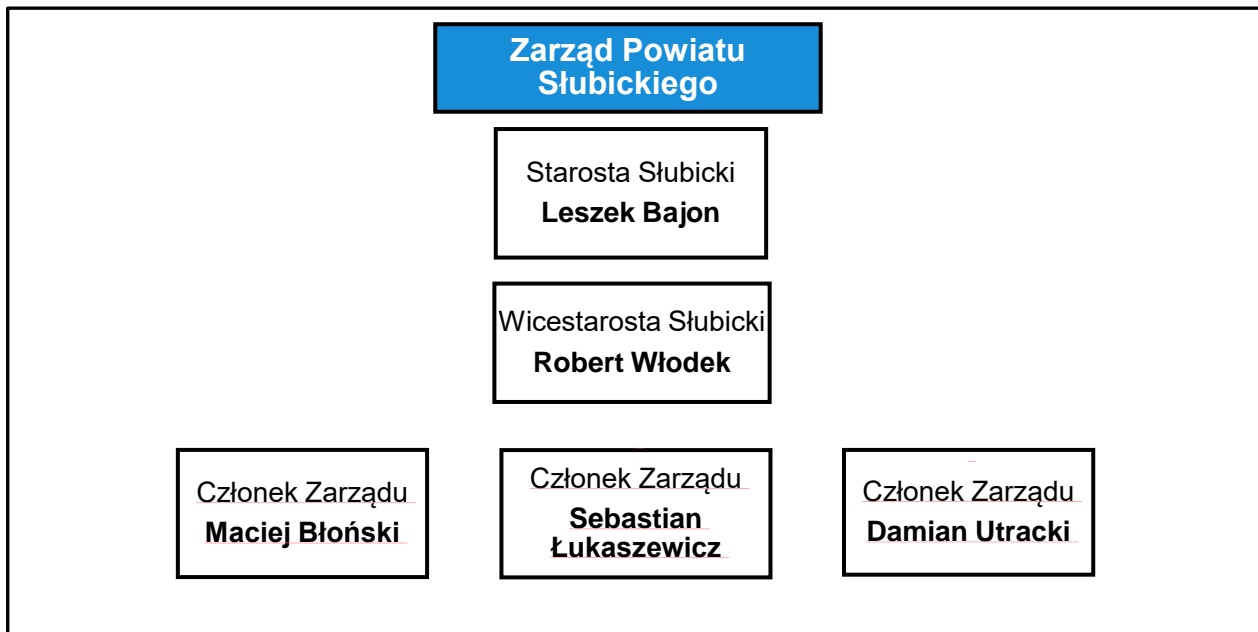 Zarząd Powiatu
Słubickiego
Starosta Słubicki
Leszek Bajon
Wicestarosta Słubicki
Robert Włodek
Członek Zarządu
Maciej Błoński
Członek Zarządu
Sebastian
Łukaszewicz
Członek Zarządu
Damian Utracki